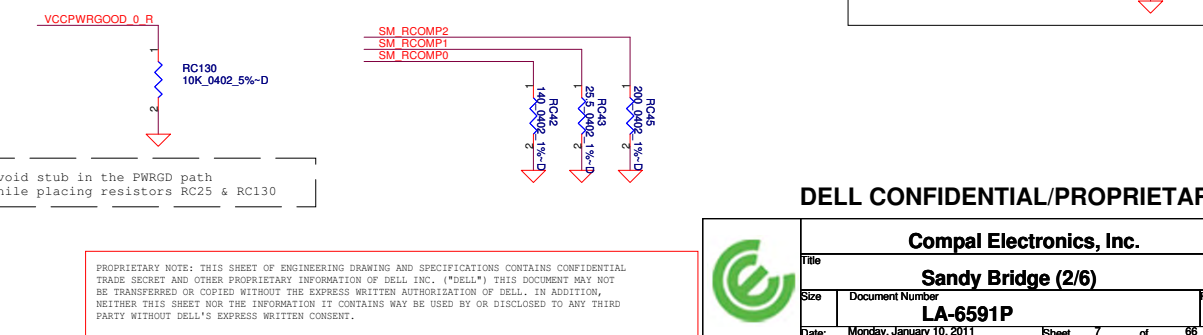 VCCPWRGOOD_0_R
1
RC130
10K_0402_5%~D
2
SM_RCOMP2
SM_RCOMP1
SM_RCOMP0
1
RC42
140_0402_1%~D
2
1
RC43
25.5_0402_1%~D
2
1
RC45
200_0402_1%~D
2
void stub in the PWRGD path
hile placing resistors RC25 & RC130
DELL CONFIDENTIAL/PROPRIETAR
PROPRIETARY NOTE: THIS SHEET OF ENGINEERING DRAWING AND SPECIFICATIONS CONTAINS CONFIDENTIAL
TRADE SECRET AND OTHER PROPRIETARY INFORMATION OF DELL INC. ("DELL") THIS DOCUMENT MAY NOT
BE TRANSFERRED OR COPIED WITHOUT THE EXPRESS WRITTEN AUTHORIZATION OF DELL. IN ADDITION,
NEITHER THIS SHEET NOR THE INFORMATION IT CONTAINS WAY BE USED BY OR DISCLOSED TO ANY THIRD
PARTY WITHOUT DELL'S EXPRESS WRITTEN CONSENT.
Compal Electronics, Inc.
Title
Sandy Bridge (2/6)
Size Document Number
LA-6591P
Date: Monday, January 10, 2011 Sheet 7 of 66